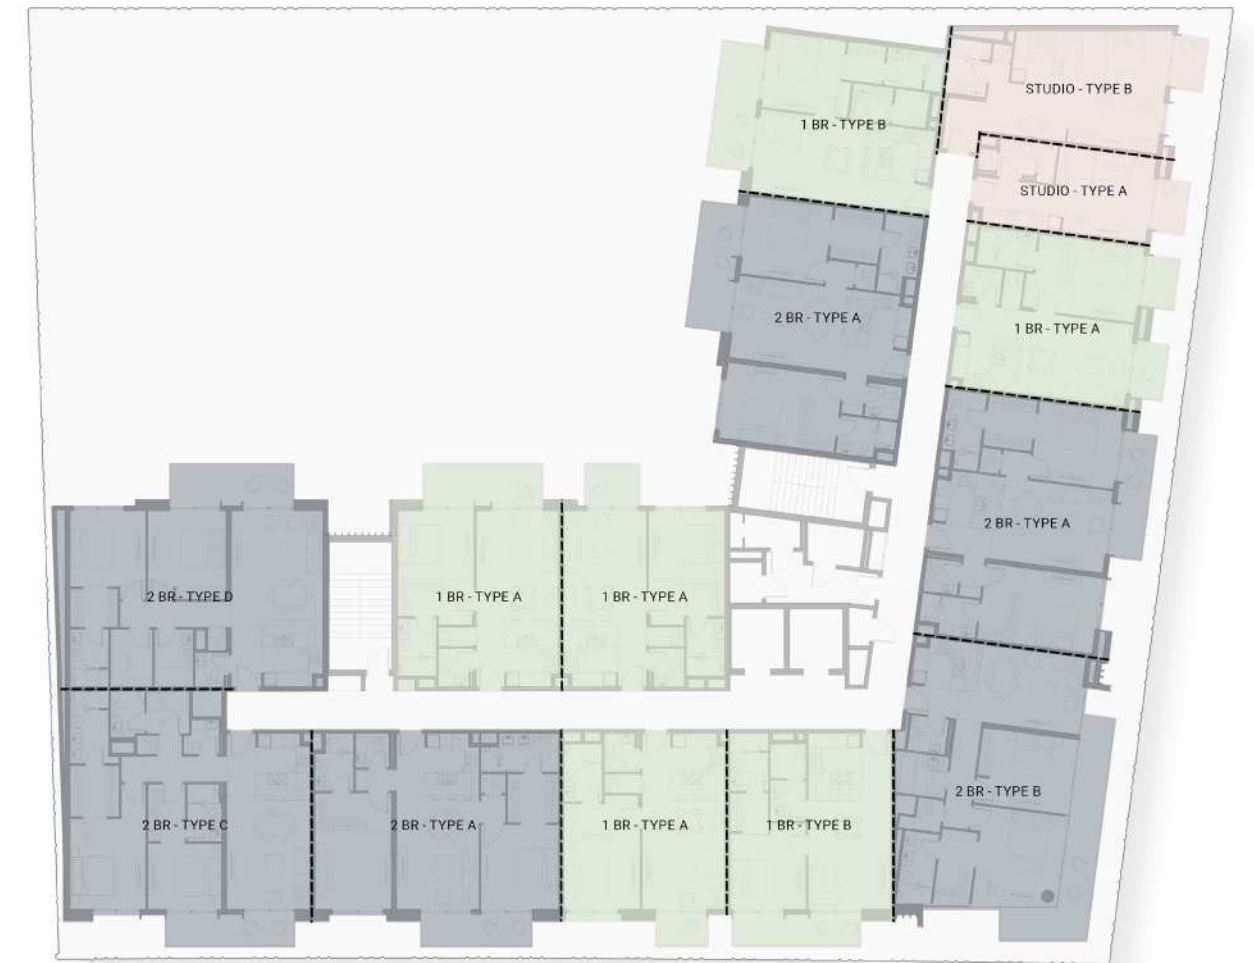 STUDIO - TYPE B
1 BR - TYPE B
STUDIO - TYPE A
2 BR - TYPE A
1 BR - TYPE A
2 BR - TYPE A
2 BR - TYPE D
1 BR - TYPE A
1 BR - TYPE A
2 BR - TYPE B
2 BR - TYPE C
2 BR - TYPE A
1 BR - TYPE A
1 BR - TYPE B